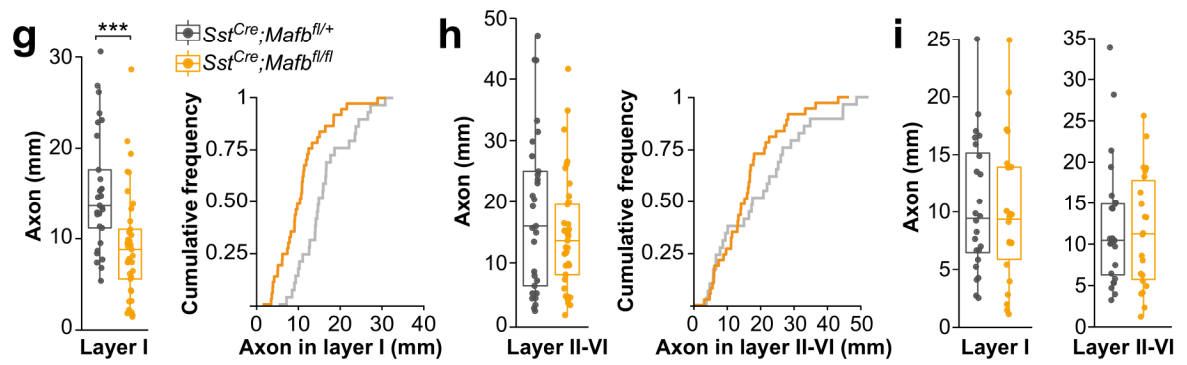 g
***
Sst^Cre;Mafb^fl/+
Sst^Cre;Mafb^fl/fl
Axon (mm)
30
20
10
0
Layer I
Cumulative frequency
1
0.75
0.50
0.25
0 10 20 30 40
Axon in layer I (mm)
h
Axon (mm)
50
40
30
20
10
0
Layer II-VI
Cumulative frequency
1
0.75
0.50
0.25
0 10 20 30 40 50
Axon in layer II-VI (mm)
i
Axon (mm)
25
20
15
10
5
0
Layer I
35
30
25
20
15
10
5
0
Layer II-VI